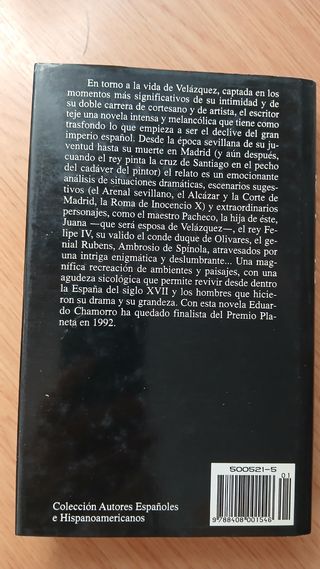 En torno a la vida de Velázquez, captada en los
momentos más significativos de su intimidad y de
su doble carrera de cortesano y de artista, el escritor
teje una novela intensa y melancólica que tiene como
trasfondo lo que empieza a ser el declive del gran
imperio español. Desde la época sevillana de su ju-
ventud hasta su muerte en Madrid (y aún después,
cuando el rey pinta la cruz de Santiago en el pecho
del cadáver del pintor) el relato es un emocionante
análisis de situaciones dramáticas, escenarios suges-
tivos (el Arenal sevillano, el Alcázar y la Corte de
Madrid, la Roma de Inocencio X) y extraordinarios
personajes, como el maestro Pacheco, la hija de éste,
Juana —que será esposa de Velázquez—, el rey Fe-
lipe IV, su valido el conde duque de Olivares, el ge-
nial Rubens, Ambrosio de Spínola, atravesados por
una intriga enigmática y deslumbrante... Una mag-
nífica recreación de ambientes y paisajes, con una
agudeza sicológica que permite revivir desde dentro
la España del siglo XVII y los hombres que hicie-
ron su drama y su grandeza. Con esta novela Eduar-
do Chamorro ha quedado finalista del Premio Pla-
neta en 1992.
500521-5
01
9 788408 001546
Colección Autores Españoles
e Hispanoamericanos